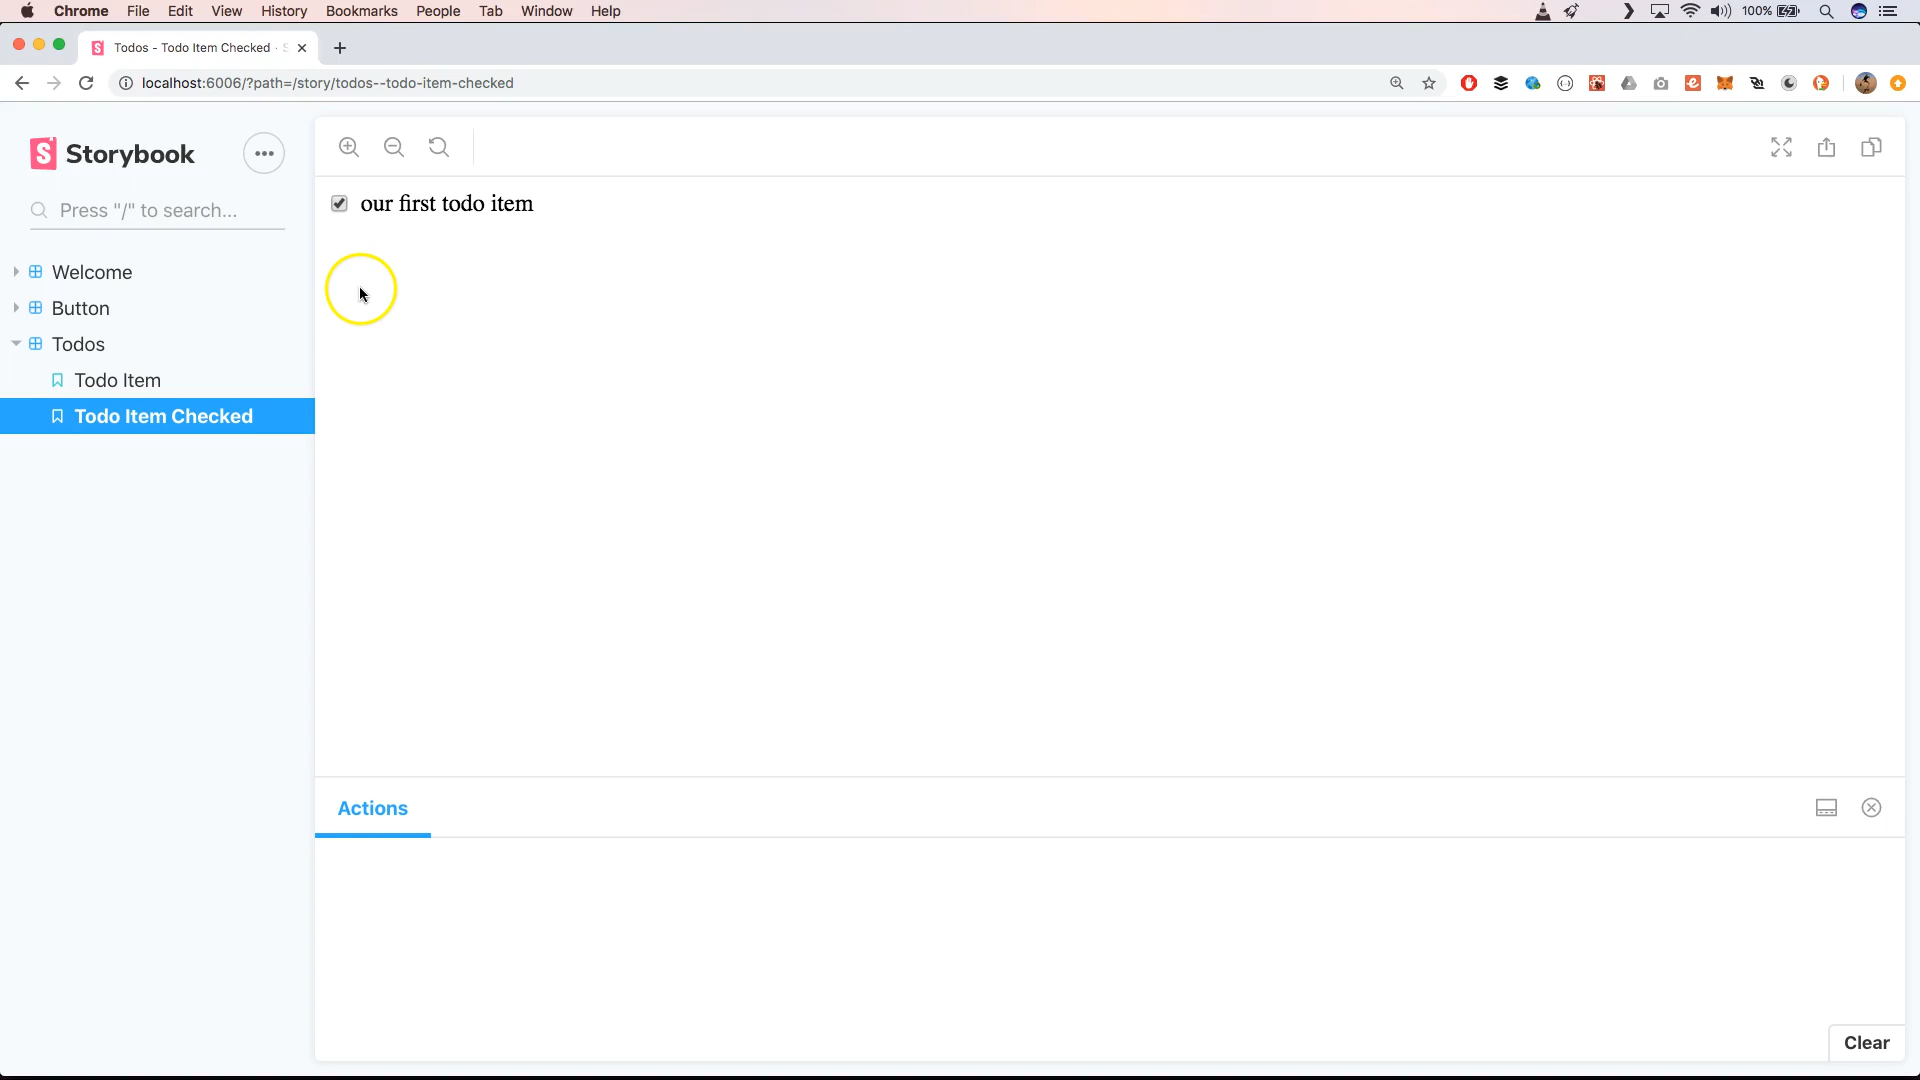 Chrome File Edit View History Bookmarks People Tab Window Help 100%
Todos - Todo Item Checked ·
localhost:6006/?path=/story/todos--todo-item-checked
Storybook
Press "/" to search...
Welcome
Button
Todos
Todo Item
Todo Item Checked
our first todo item
Actions
Clear